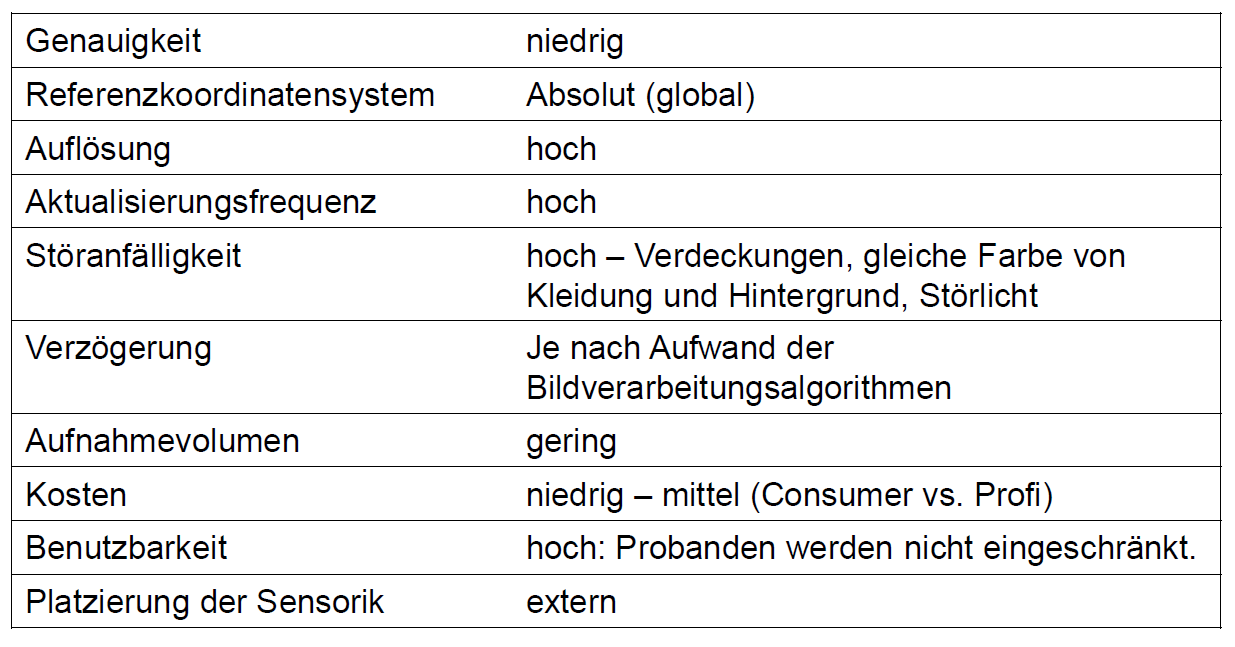 Genauigkeit niedrig
Referenzkoordinatensystem Absolut (global)
Auflösung hoch
Aktualisierungsfrequenz hoch
Störanfälligkeit hoch – Verdeckungen, gleiche Farbe von
Kleidung und Hintergrund, Störlicht
Verzögerung Je nach Aufwand der
Bildverarbeitungsalgorithmen
Aufnahmevolumen gering
Kosten niedrig – mittel (Consumer vs. Profi)
Benutzbarkeit hoch: Probanden werden nicht eingeschränkt.
Platzierung der Sensorik extern